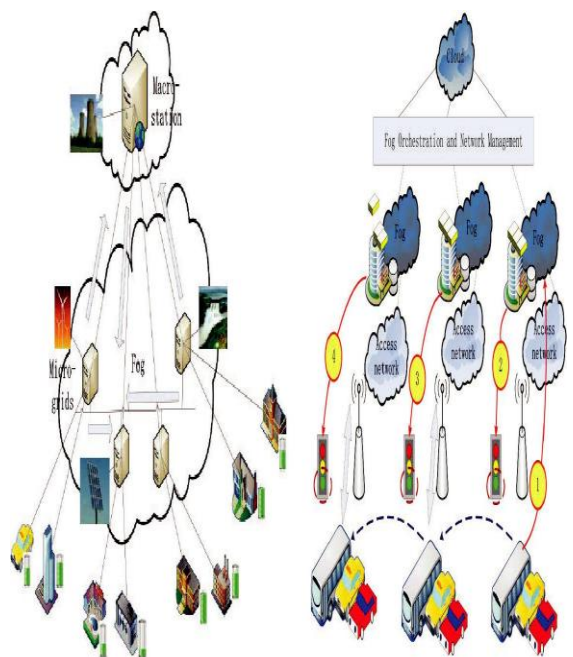 Macro-
station
Micro-
grids
Fog
Cloud
Fog Orchestration and Network Management
Fog
Fog
Fog
Access
network
Access
network
Access
network
4
3
2
1